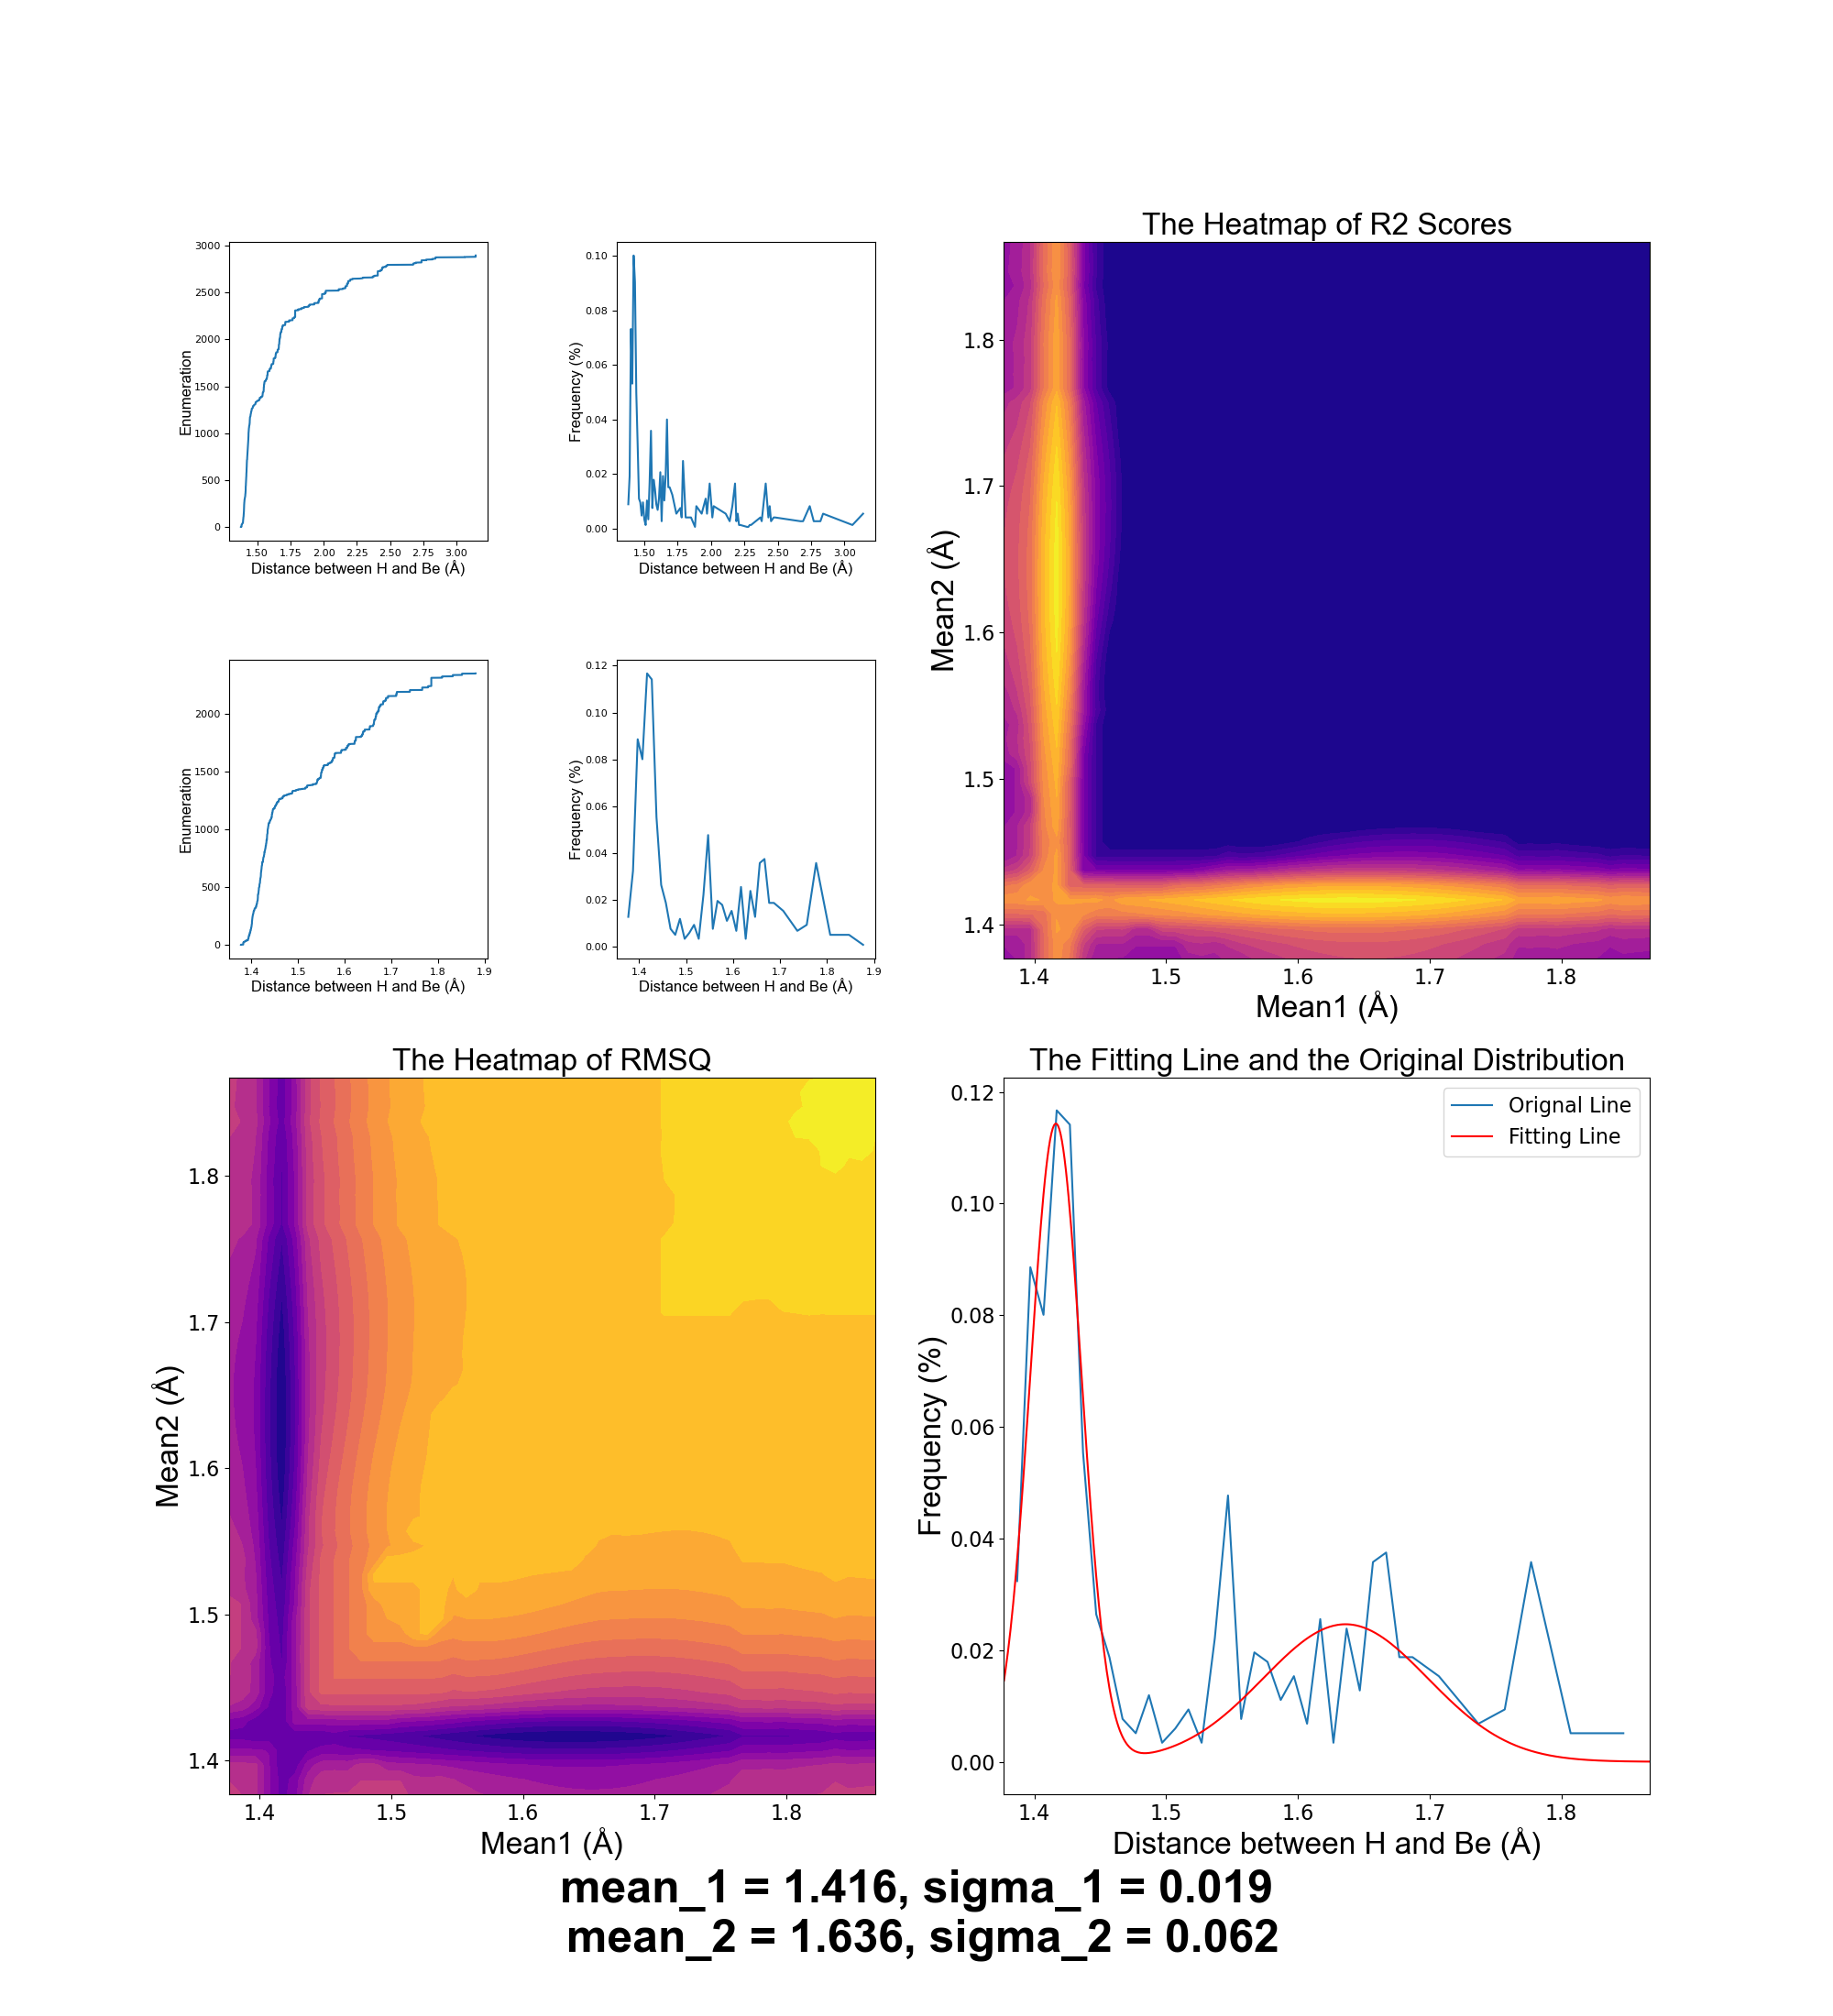 The Heatmap of R2 Scores
3000
2500
2000
1500
1000
500
0
Enumeration
1.50 1.75 2.00 2.25 2.50 2.75 3.00
Distance between H and Be (Å)
0.10
0.08
0.06
0.04
0.02
0.00
Frequency (%)
1.50 1.75 2.00 2.25 2.50 2.75 3.00
Distance between H and Be (Å)
1.8
1.7
1.6
1.5
1.4
Mean2 (Å)
1.4 1.5 1.6 1.7 1.8
Mean1 (Å)
2000
1500
1000
500
0
Enumeration
1.4 1.5 1.6 1.7 1.8 1.9
Distance between H and Be (Å)
0.12
0.10
0.08
0.06
0.04
0.02
0.00
Frequency (%)
1.4 1.5 1.6 1.7 1.8 1.9
Distance between H and Be (Å)
The Heatmap of RMSQ
1.8
1.7
1.6
1.5
1.4
Mean2 (Å)
1.4 1.5 1.6 1.7 1.8
Mean1 (Å)
The Fitting Line and the Original Distribution
Orignal Line
Fitting Line
0.12
0.10
0.08
0.06
0.04
0.02
0.00
Frequency (%)
1.4 1.5 1.6 1.7 1.8
Distance between H and Be (Å)
mean_1 = 1.416, sigma_1 = 0.019
mean_2 = 1.636, sigma_2 = 0.062